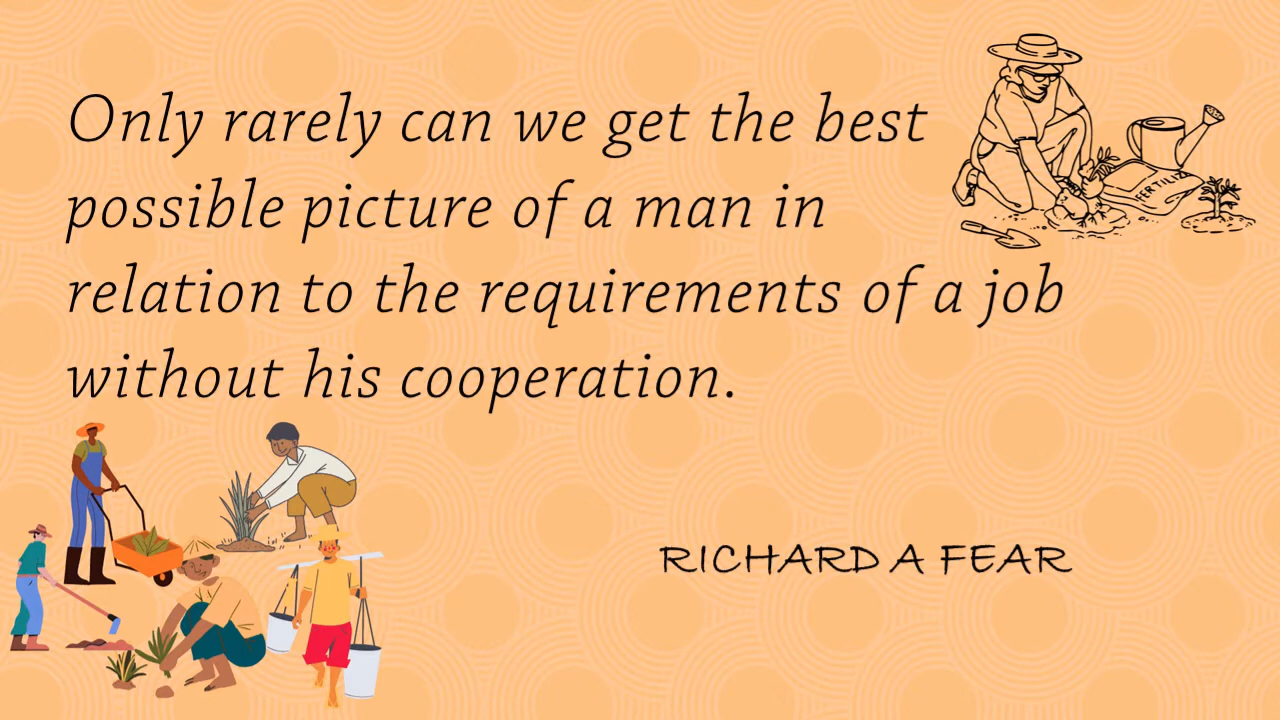 Only rarely can we get the best
possible picture of a man in
relation to the requirements of a job
without his cooperation.
FERTILIZ
RICHARD A FEAR